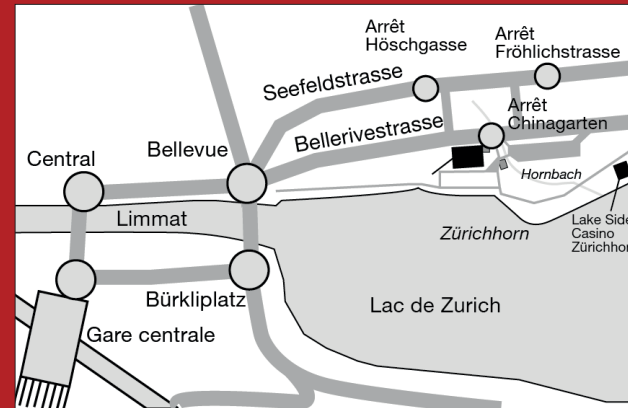 Arrêt
Höschgasse
Arrêt
Fröhlichstrasse
Seefeldstrasse
Arrêt
Chinagarten
Bellerivestrasse
Bellevue
Central
Hornbach
Limmat
Zürichhorn
Lake Side
Casino
Zürichhor
Bürkliplatz
Lac de Zurich
Gare centrale